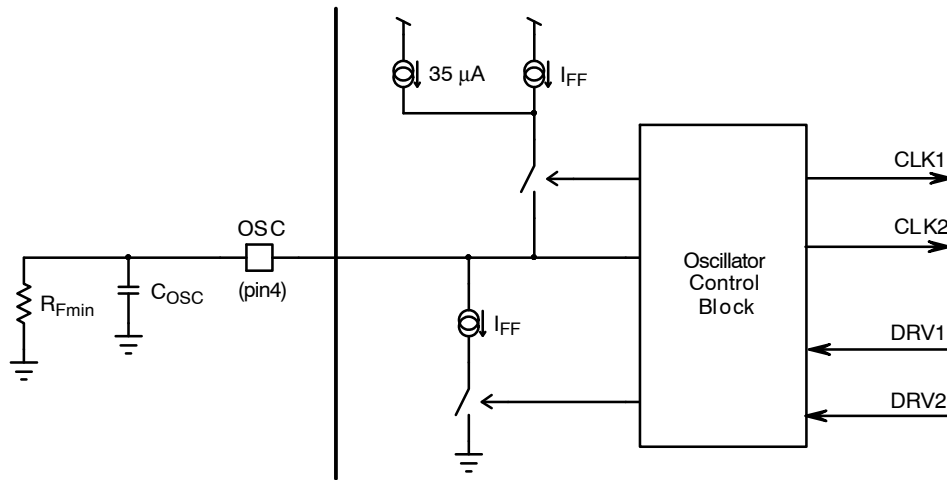 35 μA
I_FF
CLK1
CLK2
OSC
(pin4)
R_Fmin
C_OSC
Oscillator
Control
Block
I_FF
DRV1
DRV2